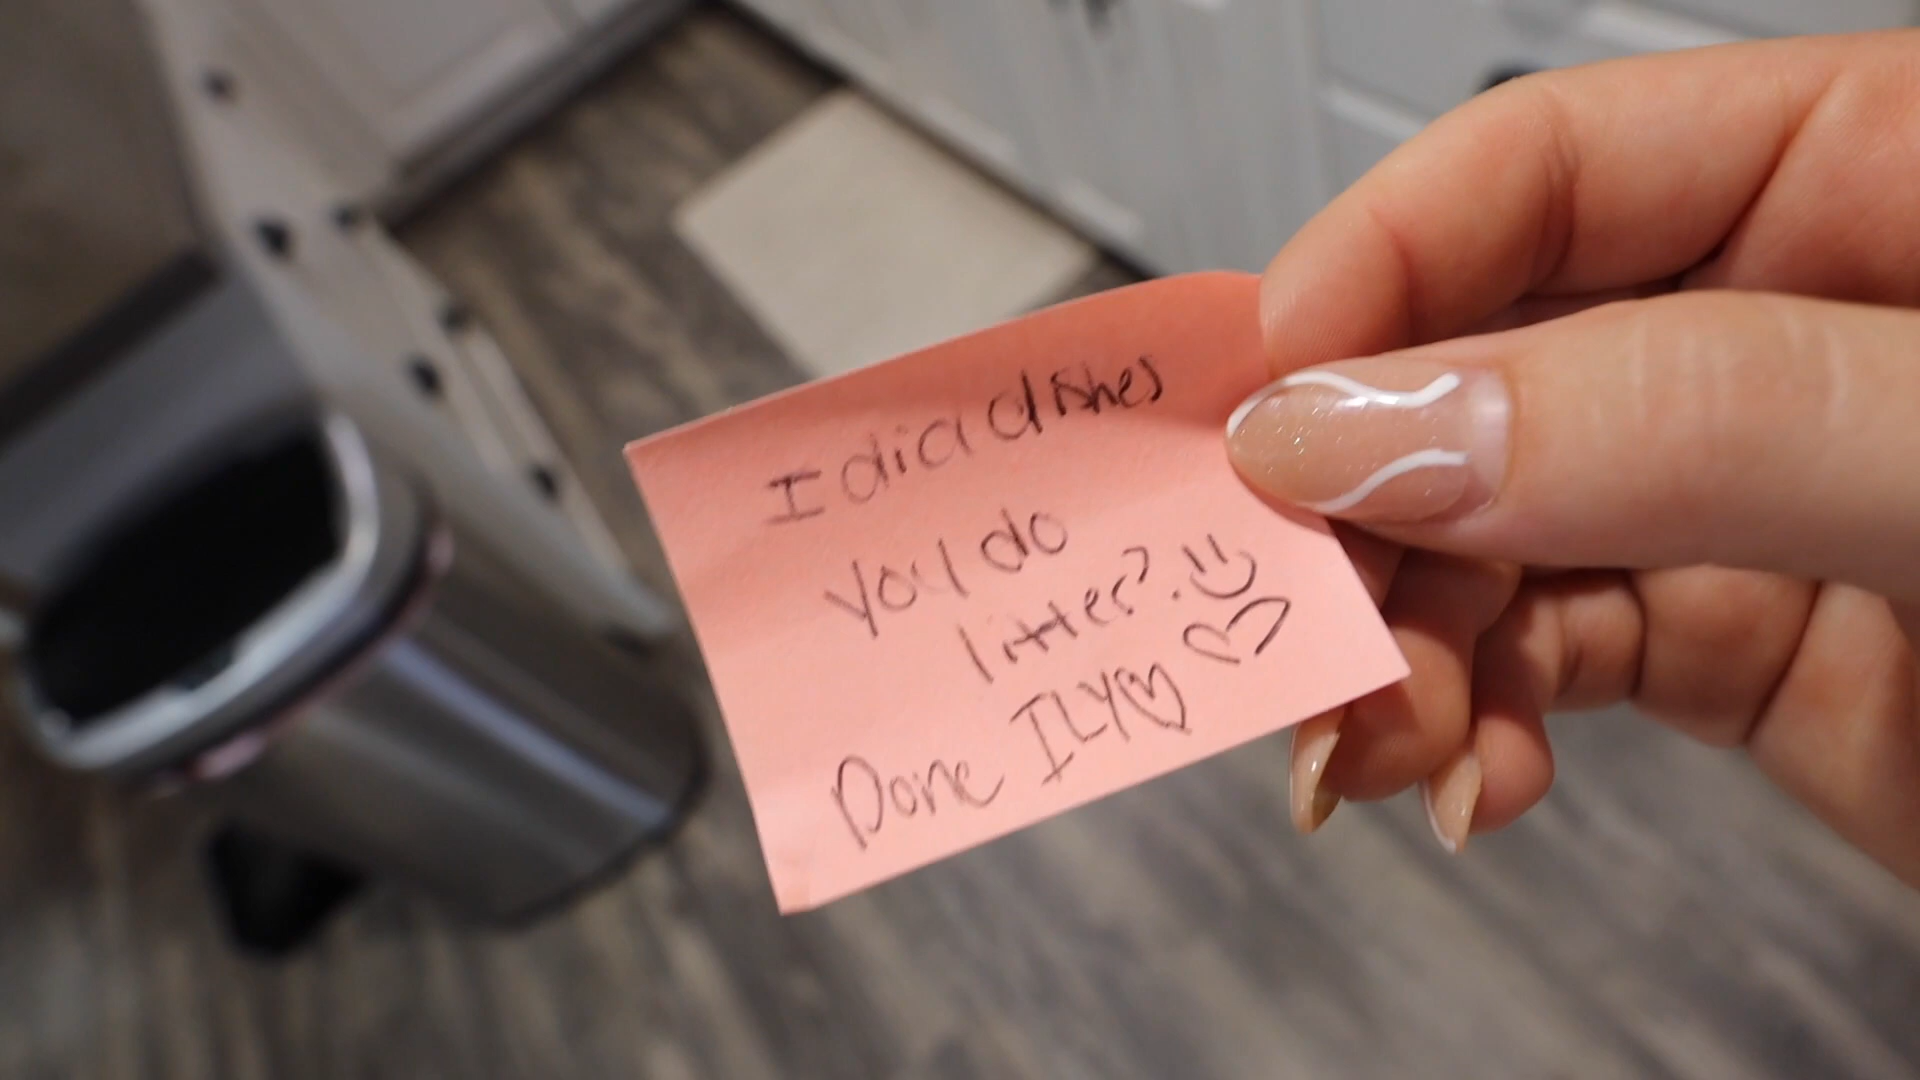 I did dishes
you do
litter? :)
Done ILY♡ ♡